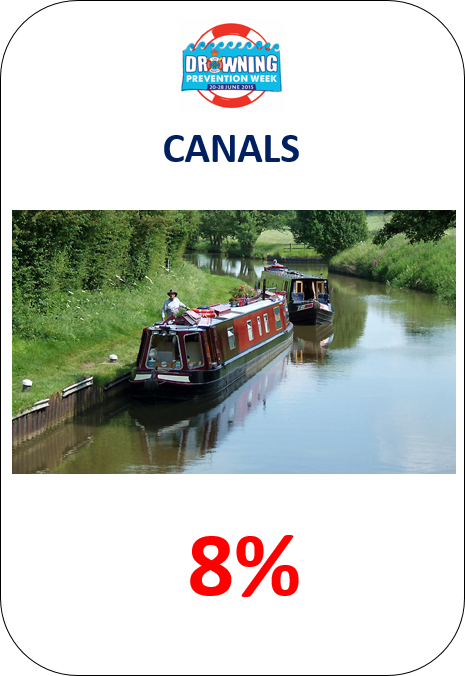 DROWNING
PREVENTION WEEK
20-28 JUNE 2015
CANALS
8%